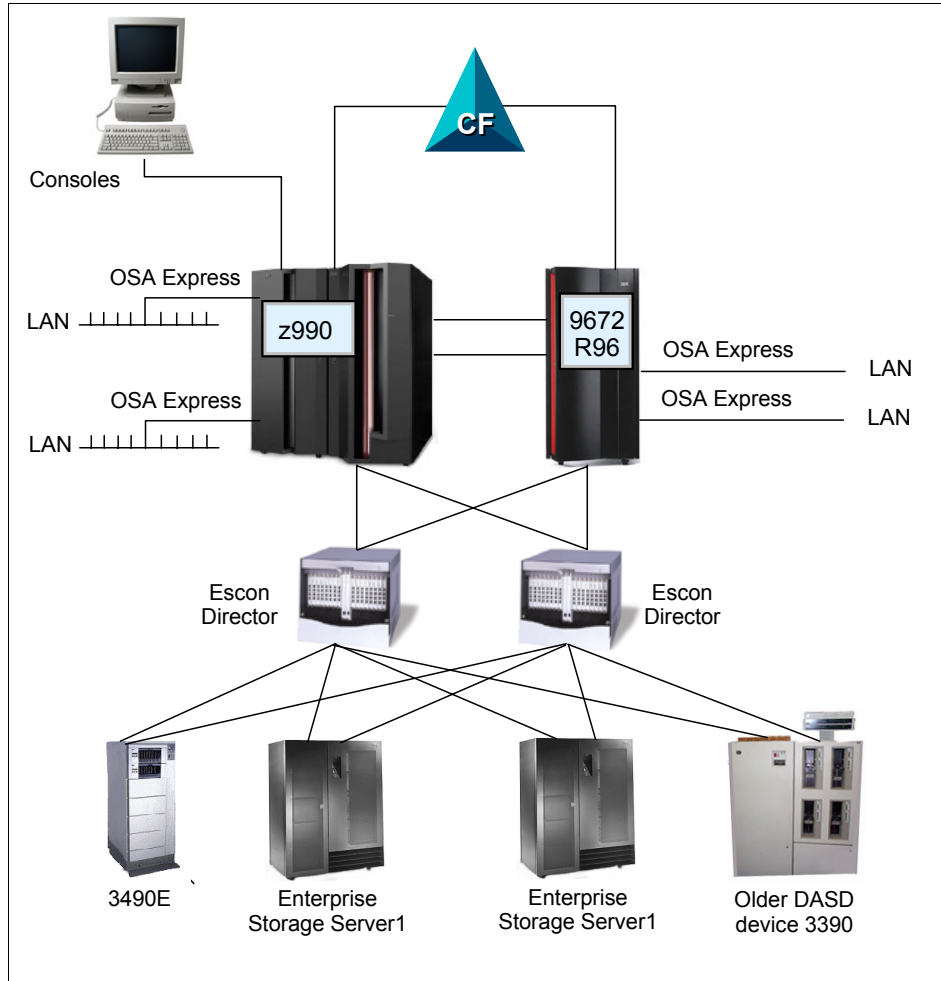 CF
Consoles
OSA Express
LAN
z990
9672
R96
OSA Express
LAN
OSA Express
LAN
OSA Express
LAN
Escon
Director
Escon
Director
3490E
Enterprise
Storage Server1
Enterprise
Storage Server1
Older DASD
device 3390